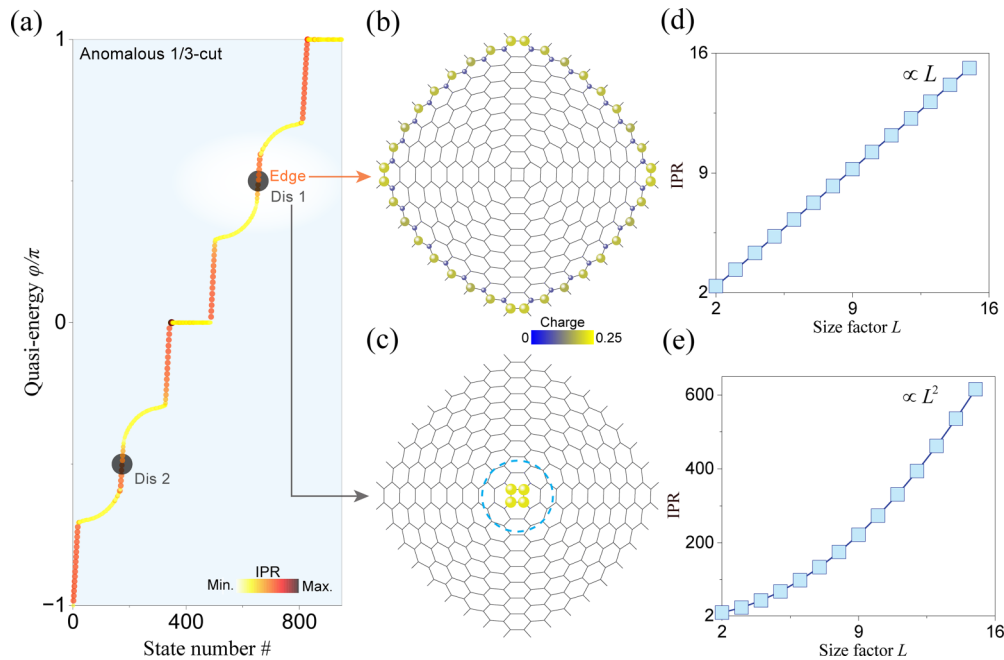 (a)
Anomalous 1/3-cut
Edge
Dis 1
Dis 2
IPR
Min.
Max.
1
0
−1
Quasi-energy φ/π
0
400
800
State number #
(b)
Charge
0
0.25
(c)
(d)
∝ L
16
9
2
IPR
2
9
16
Size factor L
(e)
∝ L²
600
400
200
2
IPR
2
9
16
Size factor L